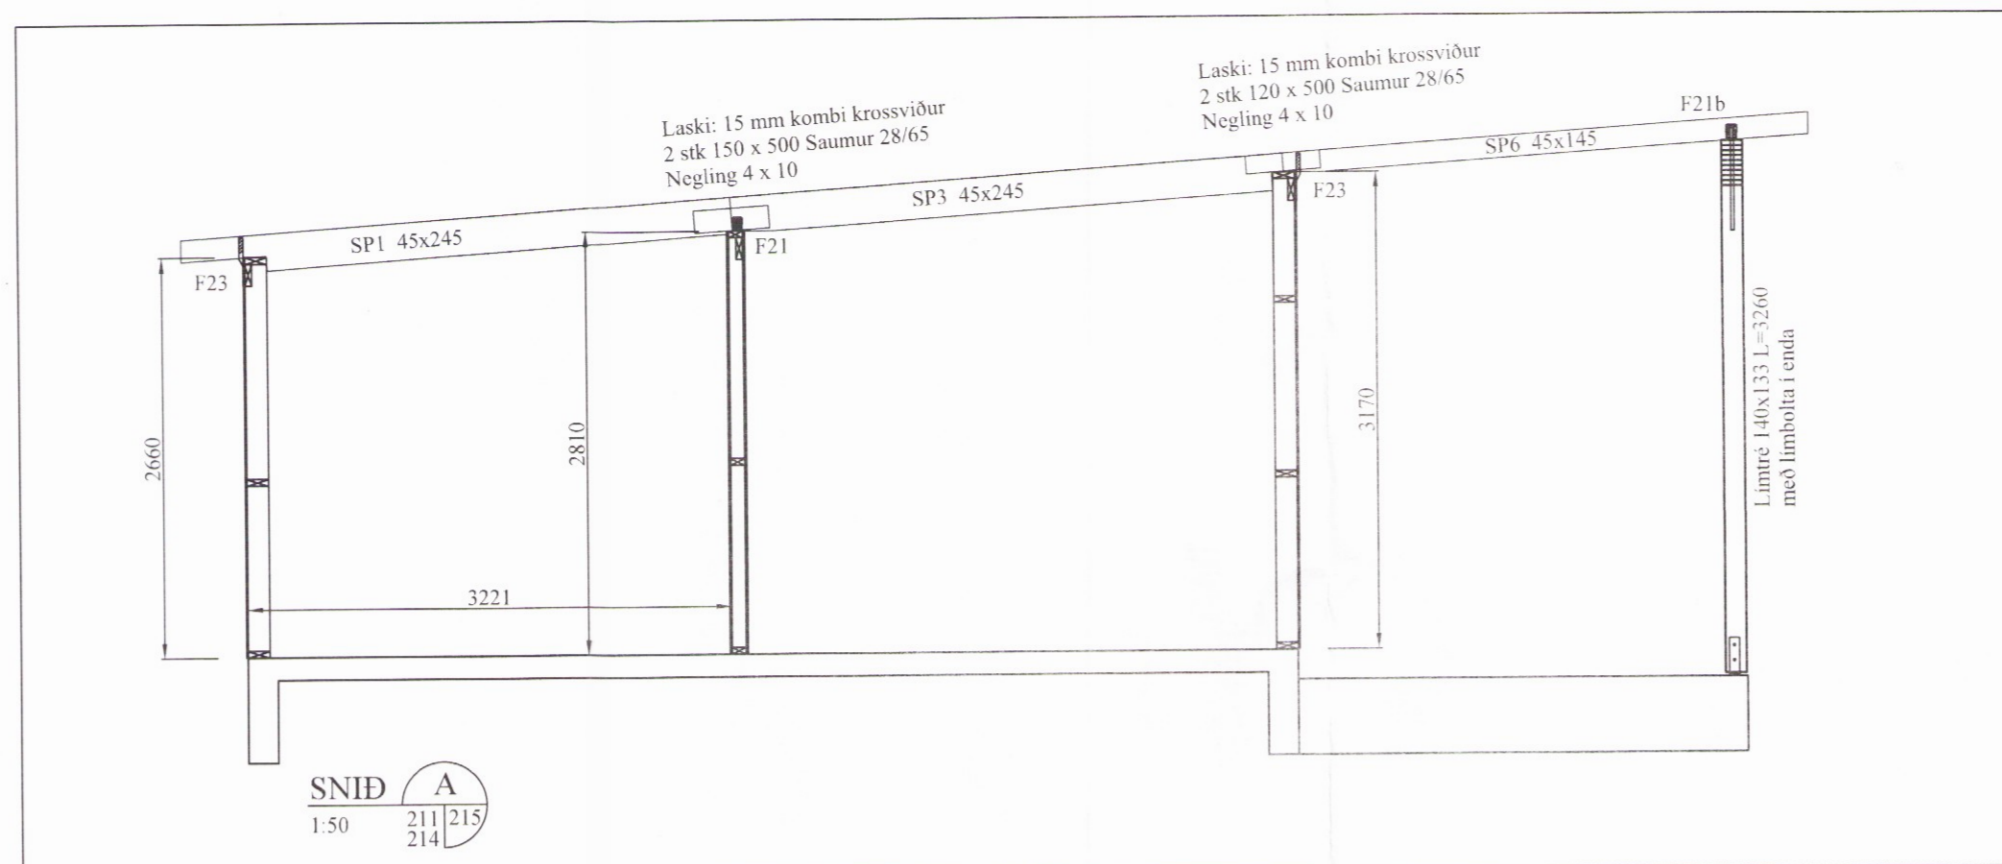 Laski: 15 mm kombi krossviður
2 stk 120 x 500 Saumur 28/65
Negling 4 x 10
F21b
Laski: 15 mm kombi krossviður
2 stk 150 x 500 Saumur 28/65
Negling 4 x 10
SP6 45x145
SP3 45x245
F23
SP1 45x245
F21
F23
2660
2810
3170
Límtré 140x133 L=3260
með límbolta í enda
3221
SNIÐ A
1:50 211 215
214